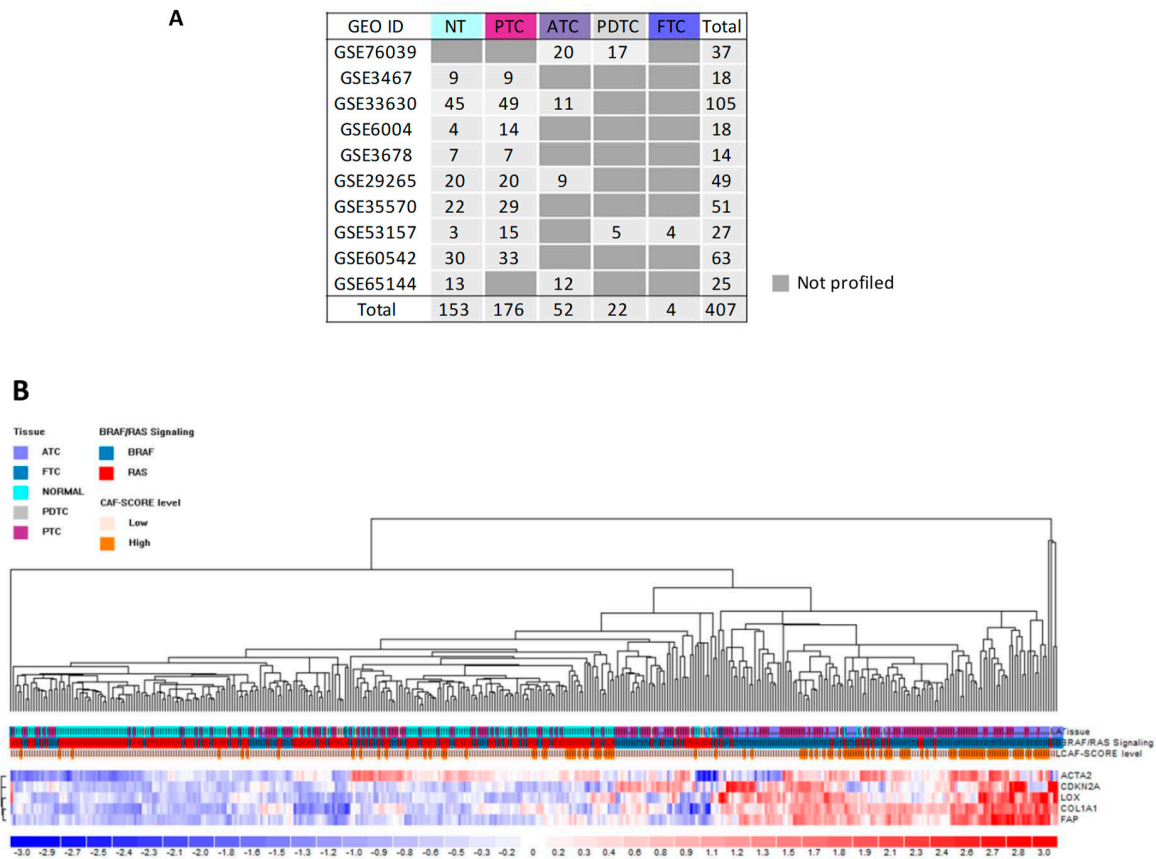 A
GEO ID NT PTC ATC PDTC FTC Total
GSE76039 20 17 37
GSE3467 9 9 18
GSE33630 45 49 11 105
GSE6004 4 14 18
GSE3678 7 7 14
GSE29265 20 20 9 49
GSE35570 22 29 51
GSE53157 3 15 5 4 27
GSE60542 30 33 63
GSE65144 13 12 25
Total 153 176 52 22 4 407
Not profiled
B
Tissue
ATC
FTC
NORMAL
PDTC
PTC
BRAF/RAS Signaling
BRAF
RAS
CAF-SCORE level
Low
High
Tissue
BRAF/RAS Signaling
CAF-SCORE level
ACTA2
CDKN2A
LOX
COL1A1
FAP
-3.0 -2.9 -2.7 -2.6 -2.4 -2.3 -2.1 -1.8 -1.6 -1.5 -1.3 -1.2 -1.0 -0.9 -0.7 -0.6 -0.4 -0.2 0 0.2 0.3 0.4 0.6 0.8 0.9 1.1 1.2 1.3 1.5 1.6 1.8 1.9 2.1 2.3 2.4 2.6 2.7 2.8 3.0